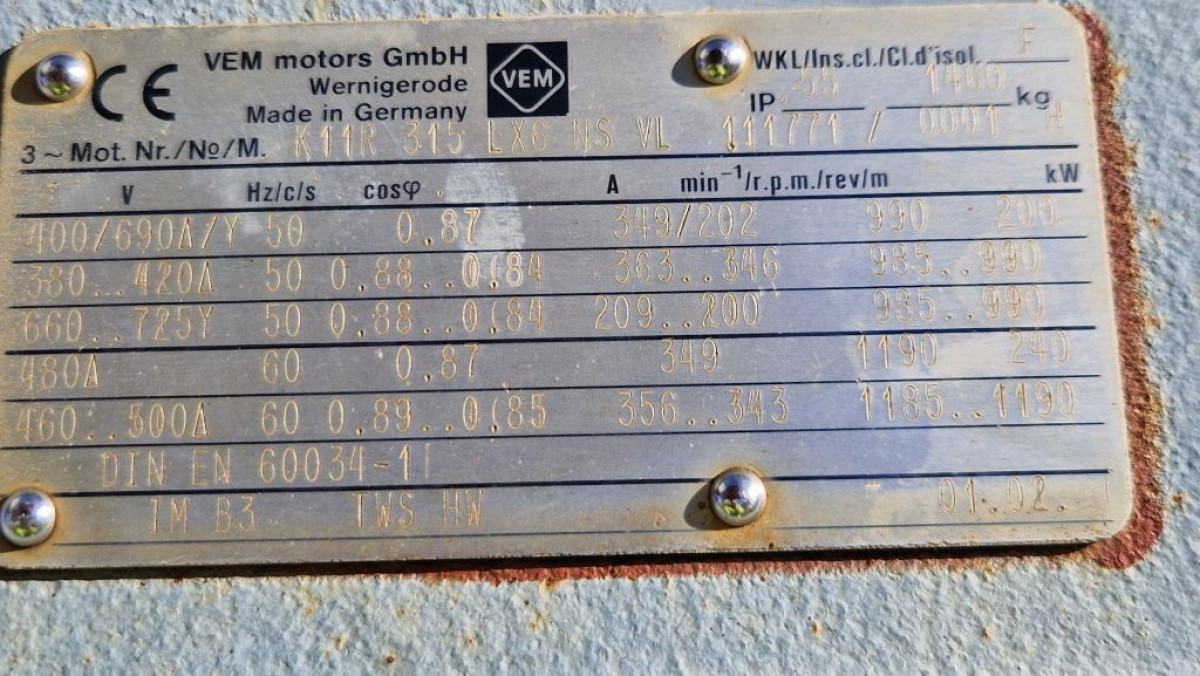 VEM motors GmbH
Wernigerode
Made in Germany
CE
VEM
WKL/Ins.cl./Cl.d'isol. F
IP 55 1460 kg
3 ~ Mot. Nr./No/M. K11R 315 LX6 NS VL 111771 / 0001 H
V Hz/c/s cosφ A min⁻¹/r.p.m./rev/m kW
400/690Δ/Y 50 0.87 349/202 990 200
380...420Δ 50 0.88..0.84 363..346 985..990
660..725Y 50 0.88..0.84 209..200 985..990
480Δ 60 0.87 349 1190 240
460..500Δ 60 0.89..0.85 356..343 1185..1190
DIN EN 60034-1
IM B3 TWS HW 01.02.